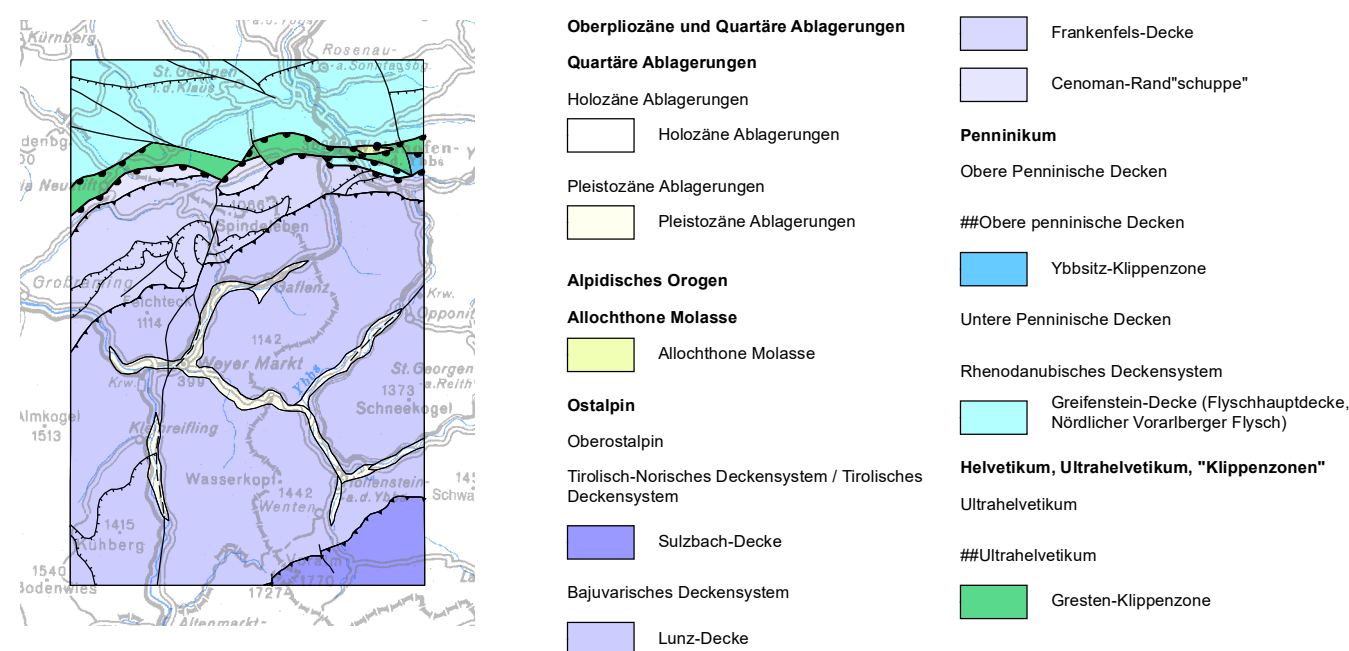 Kürnberg
a.d. Ybbs
Rosenau-
a.Sonntagsbg.
St.Georgen
i.d.Klaus
1066
Spindeleben
Großraming
Gaflenz
1114
Krw.
Opponitz
1142
Weyer Markt
Krw.
399
Ybbs
St.Georgen
a.Reith
1373
Schneekogel
Almkogel
1513
Kleinreifling
Wasserkopf
1442
Wenten
Hollenstein-
a.d.Ybbs
1415
Kühberg
1540
Bodenwies
1770
1727
Altenmarkt-
Oberpliozäne und Quartäre Ablagerungen
Quartäre Ablagerungen
Holozäne Ablagerungen
Holozäne Ablagerungen
Pleistozäne Ablagerungen
Pleistozäne Ablagerungen
Alpidisches Orogen
Allochthone Molasse
Allochthone Molasse
Ostalpin
Oberostalpin
Tirolisch-Norisches Deckensystem / Tirolisches
Deckensystem
Sulzbach-Decke
Bajuvarisches Deckensystem
Lunz-Decke
Frankenfels-Decke
Cenoman-Rand"schuppe"
Penninikum
Obere Penninische Decken
##Obere penninische Decken
Ybbsitz-Klippenzone
Untere Penninische Decken
Rhenodanubisches Deckensystem
Greifenstein-Decke (Flyschhauptdecke,
Nördlicher Vorarlberger Flysch)
Helvetikum, Ultrahelvetikum, "Klippenzonen"
Ultrahelvetikum
##Ultrahelvetikum
Gresten-Klippenzone